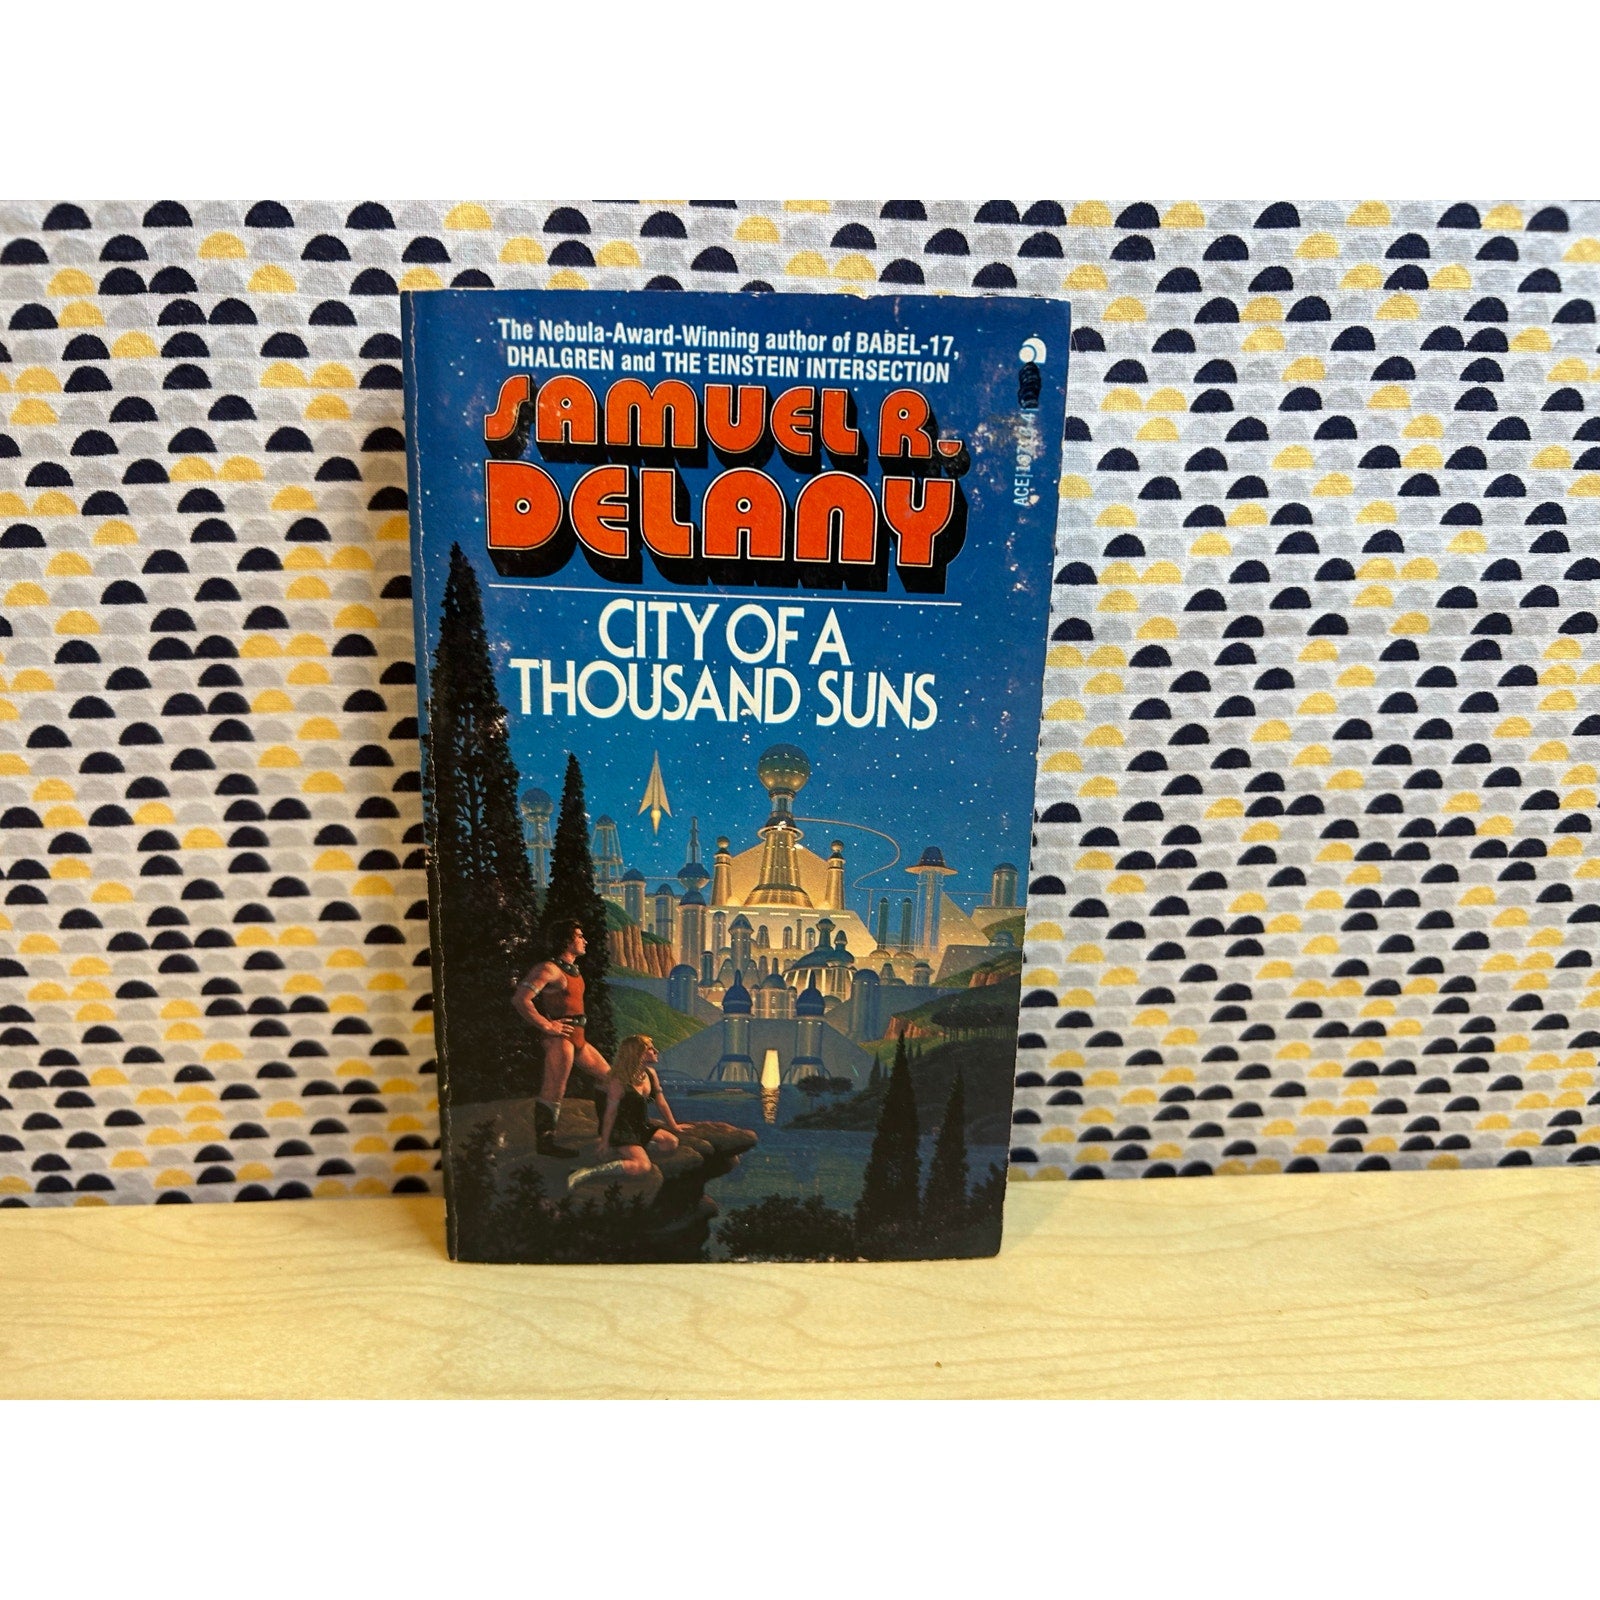 The Nebula-Award-Winning author of BABEL-17,
DHALGREN and THE EINSTEIN INTERSECTION
SAMUEL R.
DELANY
CITY OF A
THOUSAND SUNS
ACE